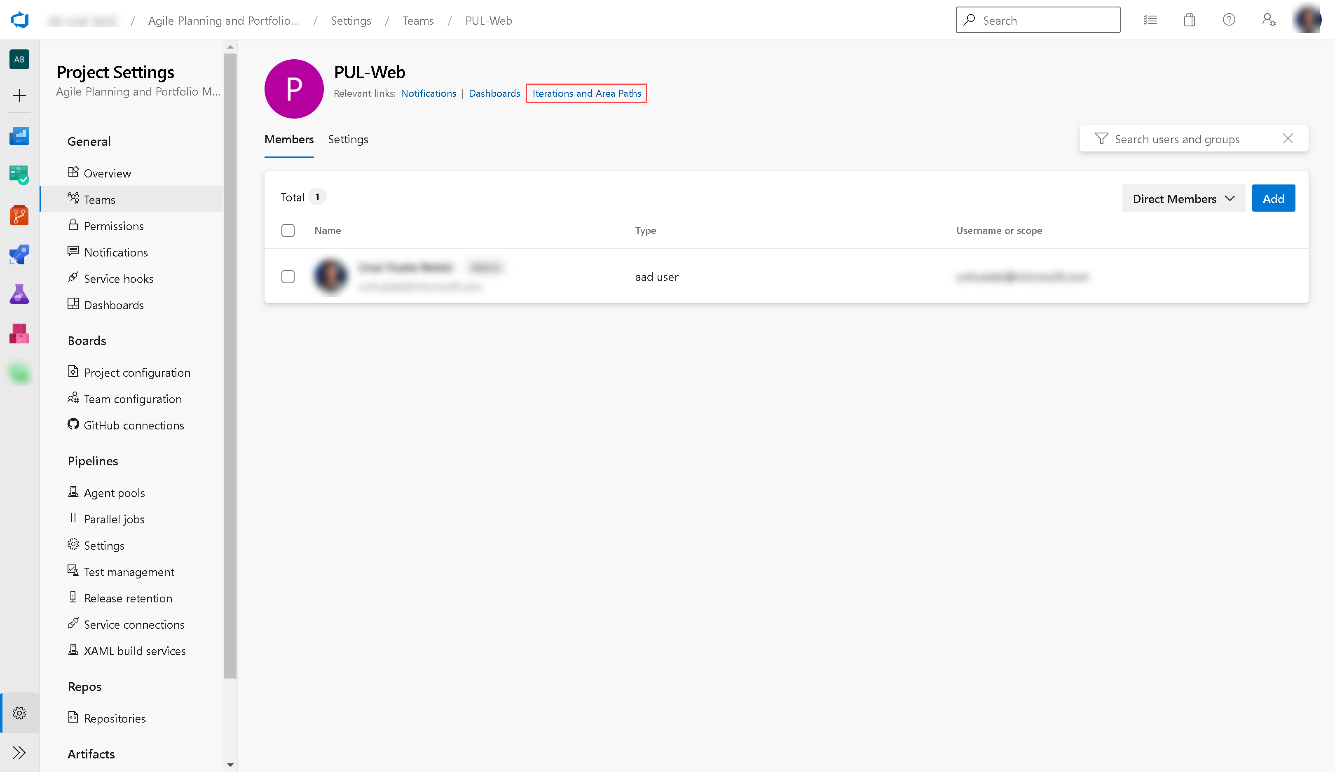 / Agile Planning and Portfolio... / Settings / Teams / PUL-Web
Search
AB
Project Settings
Agile Planning and Portfolio M...
General
Overview
Teams
Permissions
Notifications
Service hooks
Dashboards
Boards
Project configuration
Team configuration
GitHub connections
Pipelines
Agent pools
Parallel jobs
Settings
Test management
Release retention
Service connections
XAML build services
Repos
Repositories
Artifacts
P
PUL-Web
Relevant links: Notifications | Dashboards Iterations and Area Paths
Members Settings
Search users and groups
Total 1
Direct Members
Add
Name Type Username or scope
aad user